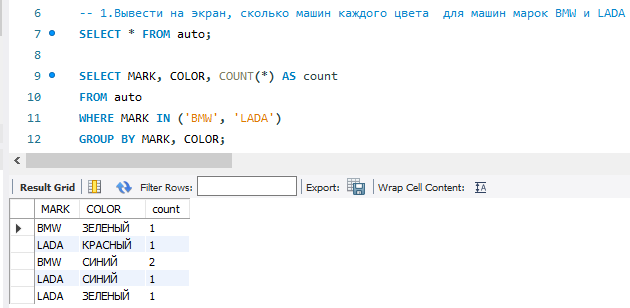 6 -- 1.Вывести на экран, сколько машин каждого цвета  для машин марок BMW и LADA
7 SELECT * FROM auto;
8
9 SELECT MARK, COLOR, COUNT(*) AS count
10 FROM auto
11 WHERE MARK IN ('BMW', 'LADA')
12 GROUP BY MARK, COLOR;
Result Grid Filter Rows: Export: Wrap Cell Content:
MARK COLOR count
BMW ЗЕЛЕНЫЙ 1
LADA КРАСНЫЙ 1
BMW СИНИЙ 2
LADA СИНИЙ 1
LADA ЗЕЛЕНЫЙ 1